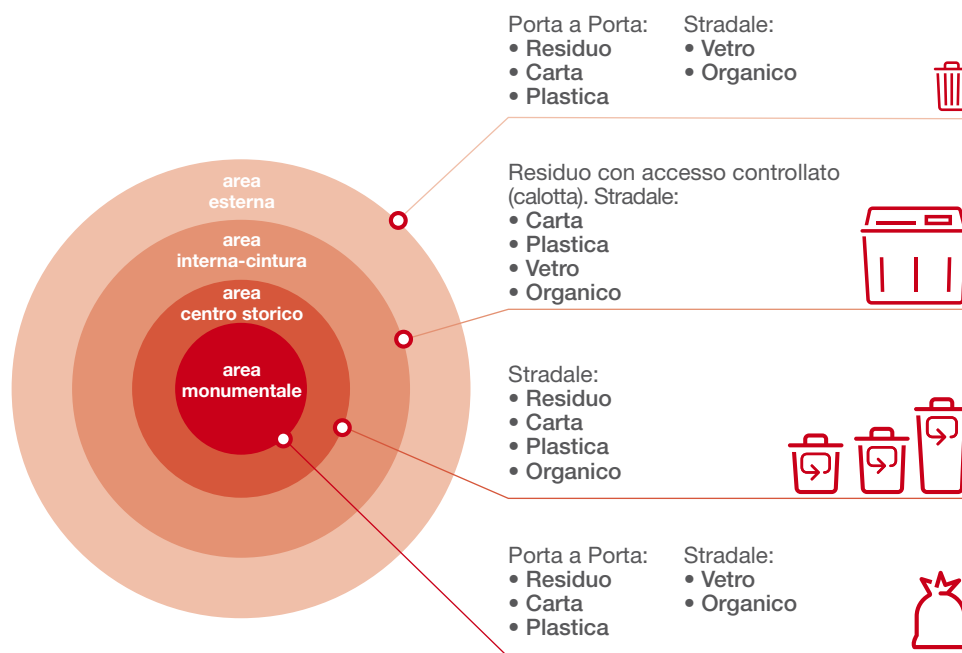 Porta a Porta:
• Residuo
• Carta
• Plastica
Stradale:
• Vetro
• Organico
Residuo con accesso controllato
(calotta). Stradale:
• Carta
• Plastica
• Vetro
• Organico
Stradale:
• Residuo
• Carta
• Plastica
• Organico
Porta a Porta:
• Residuo
• Carta
• Plastica
Stradale:
• Vetro
• Organico
area
esterna
area
interna-cintura
area
centro storico
area
monumentale